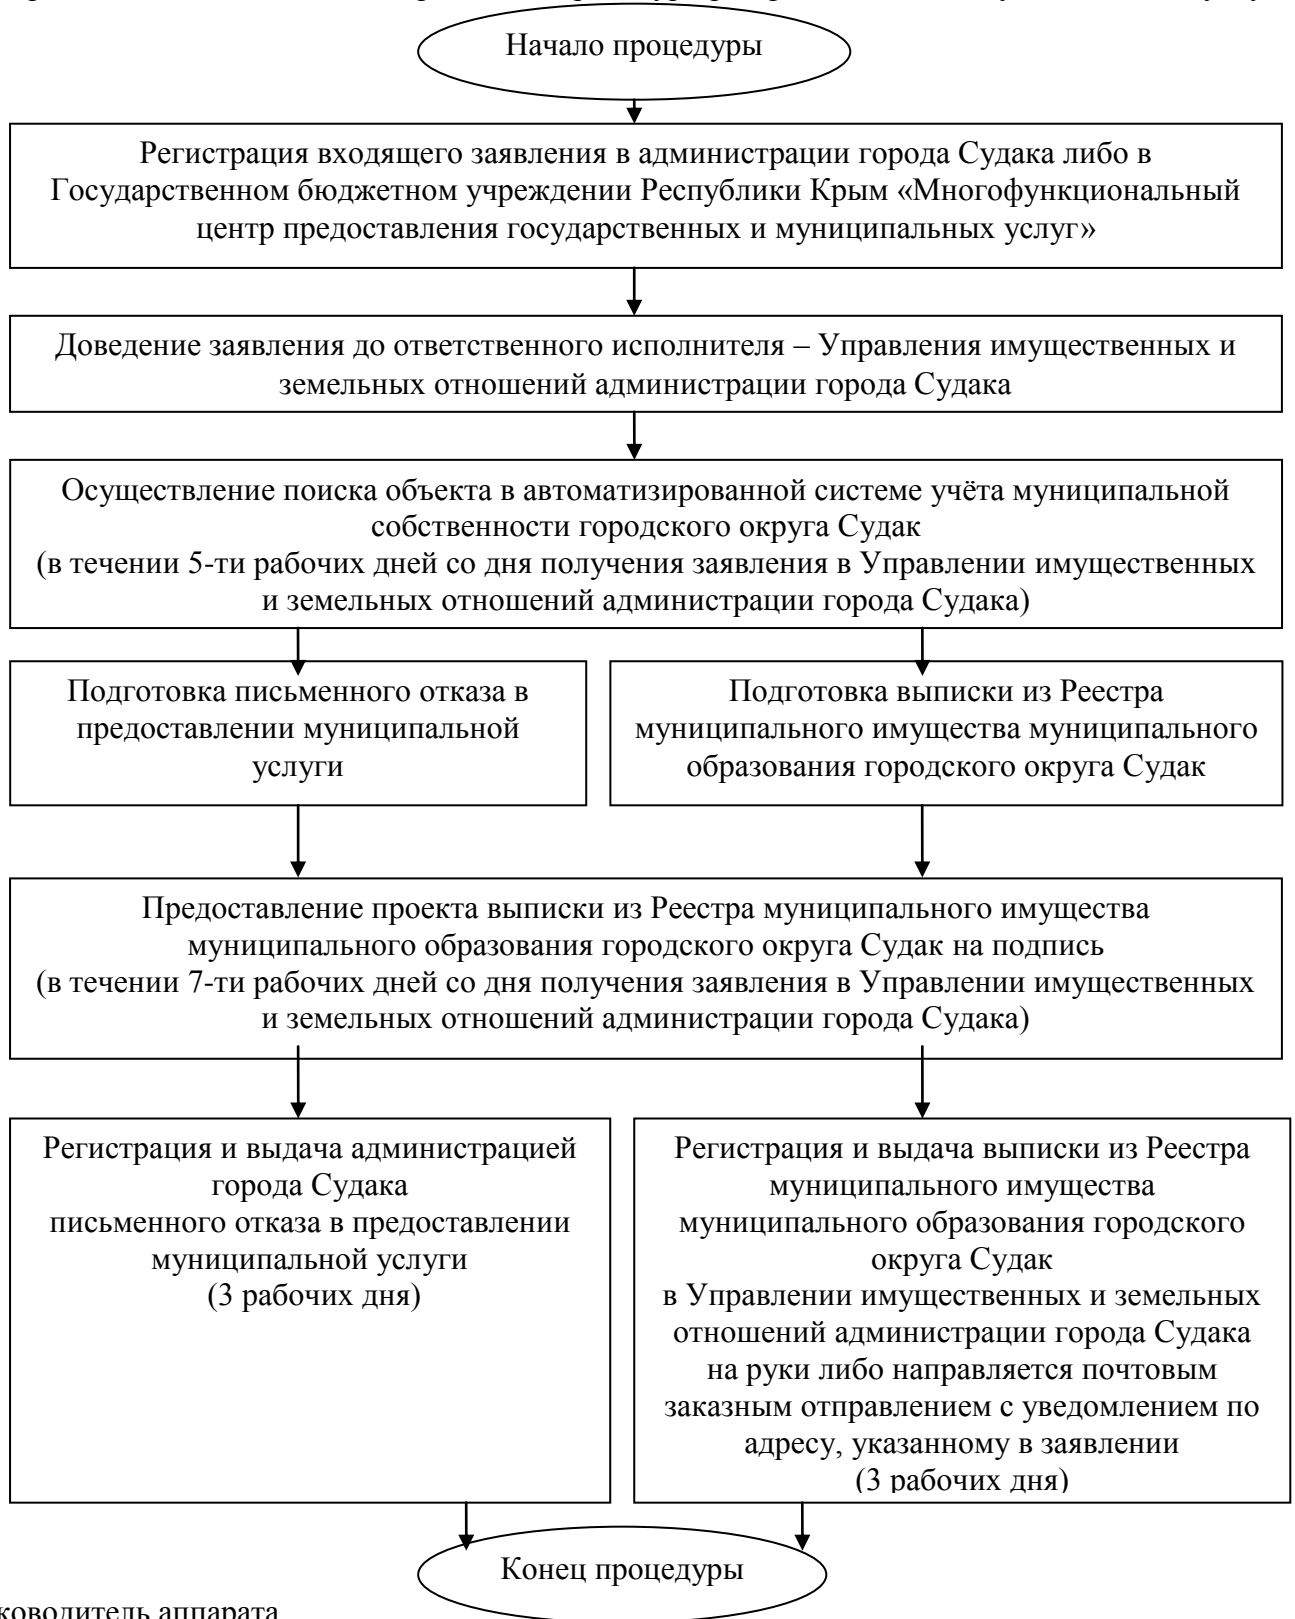 Начало процедуры
Регистрация входящего заявления в администрации города Судака либо в
Государственном бюджетном учреждении Республики Крым «Многофункциональный
центр предоставления государственных и муниципальных услуг»
Доведение заявления до ответственного исполнителя – Управления имущественных и
земельных отношений администрации города Судака
Осуществление поиска объекта в автоматизированной системе учёта муниципальной
собственности городского округа Судак
(в течении 5-ти рабочих дней со дня получения заявления в Управлении имущественных
и земельных отношений администрации города Судака)
Подготовка письменного отказа в
предоставлении муниципальной
услуги
Подготовка выписки из Реестра
муниципального имущества муниципального
образования городского округа Судак
Предоставление проекта выписки из Реестра муниципального имущества
муниципального образования городского округа Судак на подпись
(в течении 7-ти рабочих дней со дня получения заявления в Управлении имущественных
и земельных отношений администрации города Судака)
Регистрация и выдача администрацией
города Судака
письменного отказа в предоставлении
муниципальной услуги
(3 рабочих дня)
Регистрация и выдача выписки из Реестра
муниципального имущества
муниципального образования городского
округа Судак
в Управлении имущественных и земельных
отношений администрации города Судака
на руки либо направляется почтовым
заказным отправлением с уведомлением по
адресу, указанному в заявлении
(3 рабочих дня)
Конец процедуры
ководитель аппарата